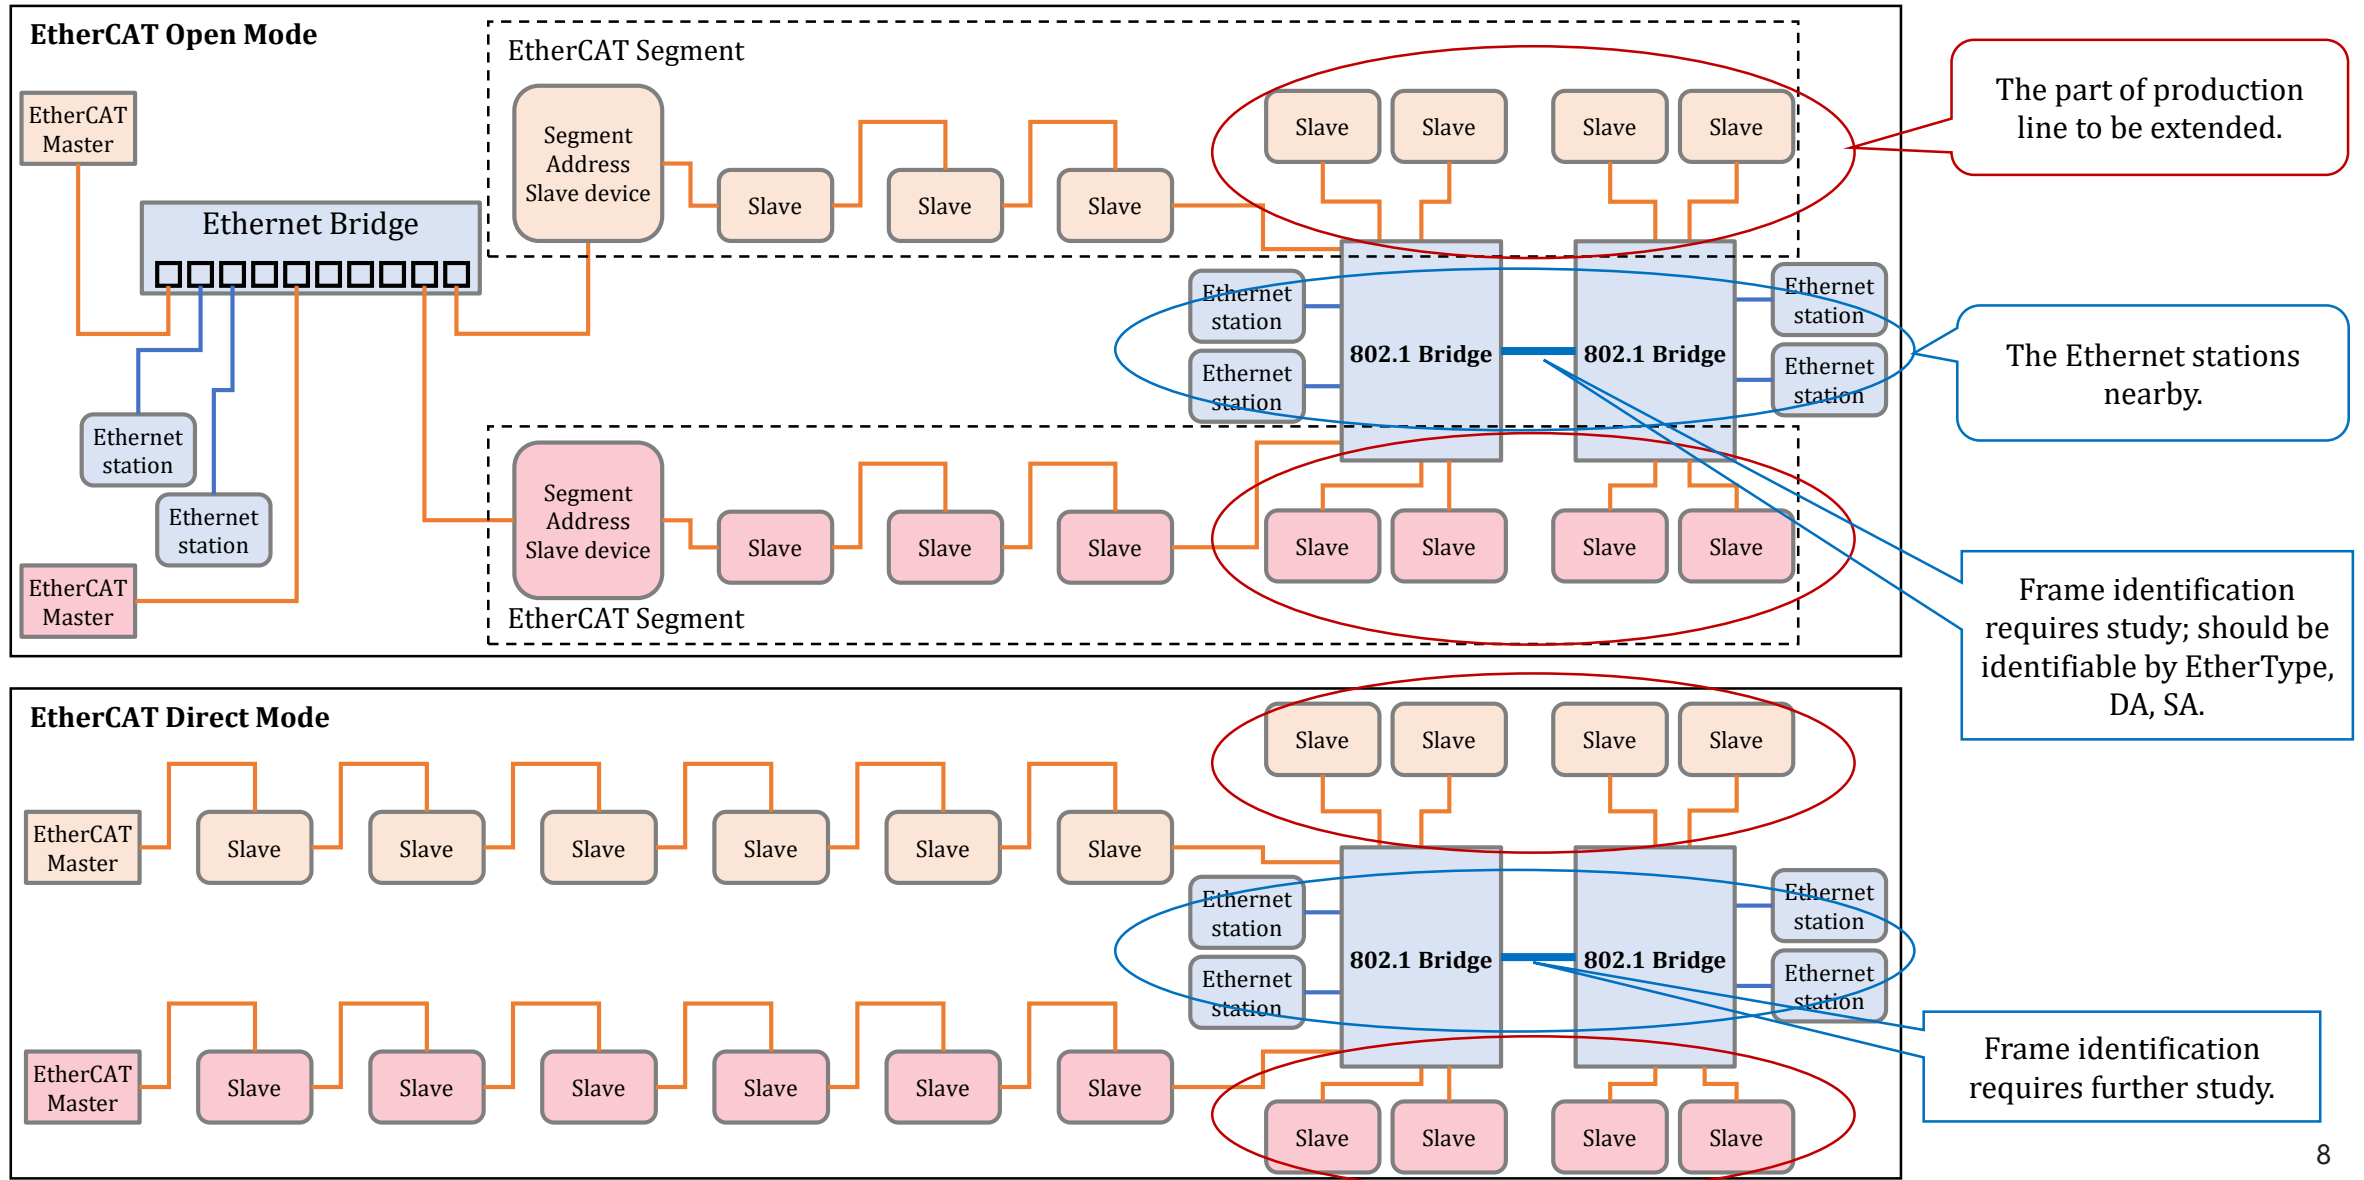 EtherCAT Open Mode
EtherCAT Segment
EtherCAT
Master
Segment
Address
Slave device
Slave
Slave
Slave
Slave
Slave
Slave
Slave
The part of production
line to be extended.
Ethernet Bridge
Ethernet
station
Ethernet
station
802.1 Bridge
802.1 Bridge
Ethernet
station
Ethernet
station
The Ethernet stations
nearby.
Ethernet
station
Ethernet
station
EtherCAT
Master
Segment
Address
Slave device
Slave
Slave
Slave
Slave
Slave
Slave
Slave
EtherCAT Segment
Frame identification
requires study; should be
identifiable by EtherType,
DA, SA.
EtherCAT Direct Mode
Slave
Slave
Slave
Slave
EtherCAT
Master
Slave
Slave
Slave
Slave
Slave
Slave
Ethernet
station
Ethernet
station
802.1 Bridge
802.1 Bridge
Ethernet
station
Ethernet
station
EtherCAT
Master
Slave
Slave
Slave
Slave
Slave
Slave
Slave
Slave
Slave
Slave
Frame identification
requires further study.
8